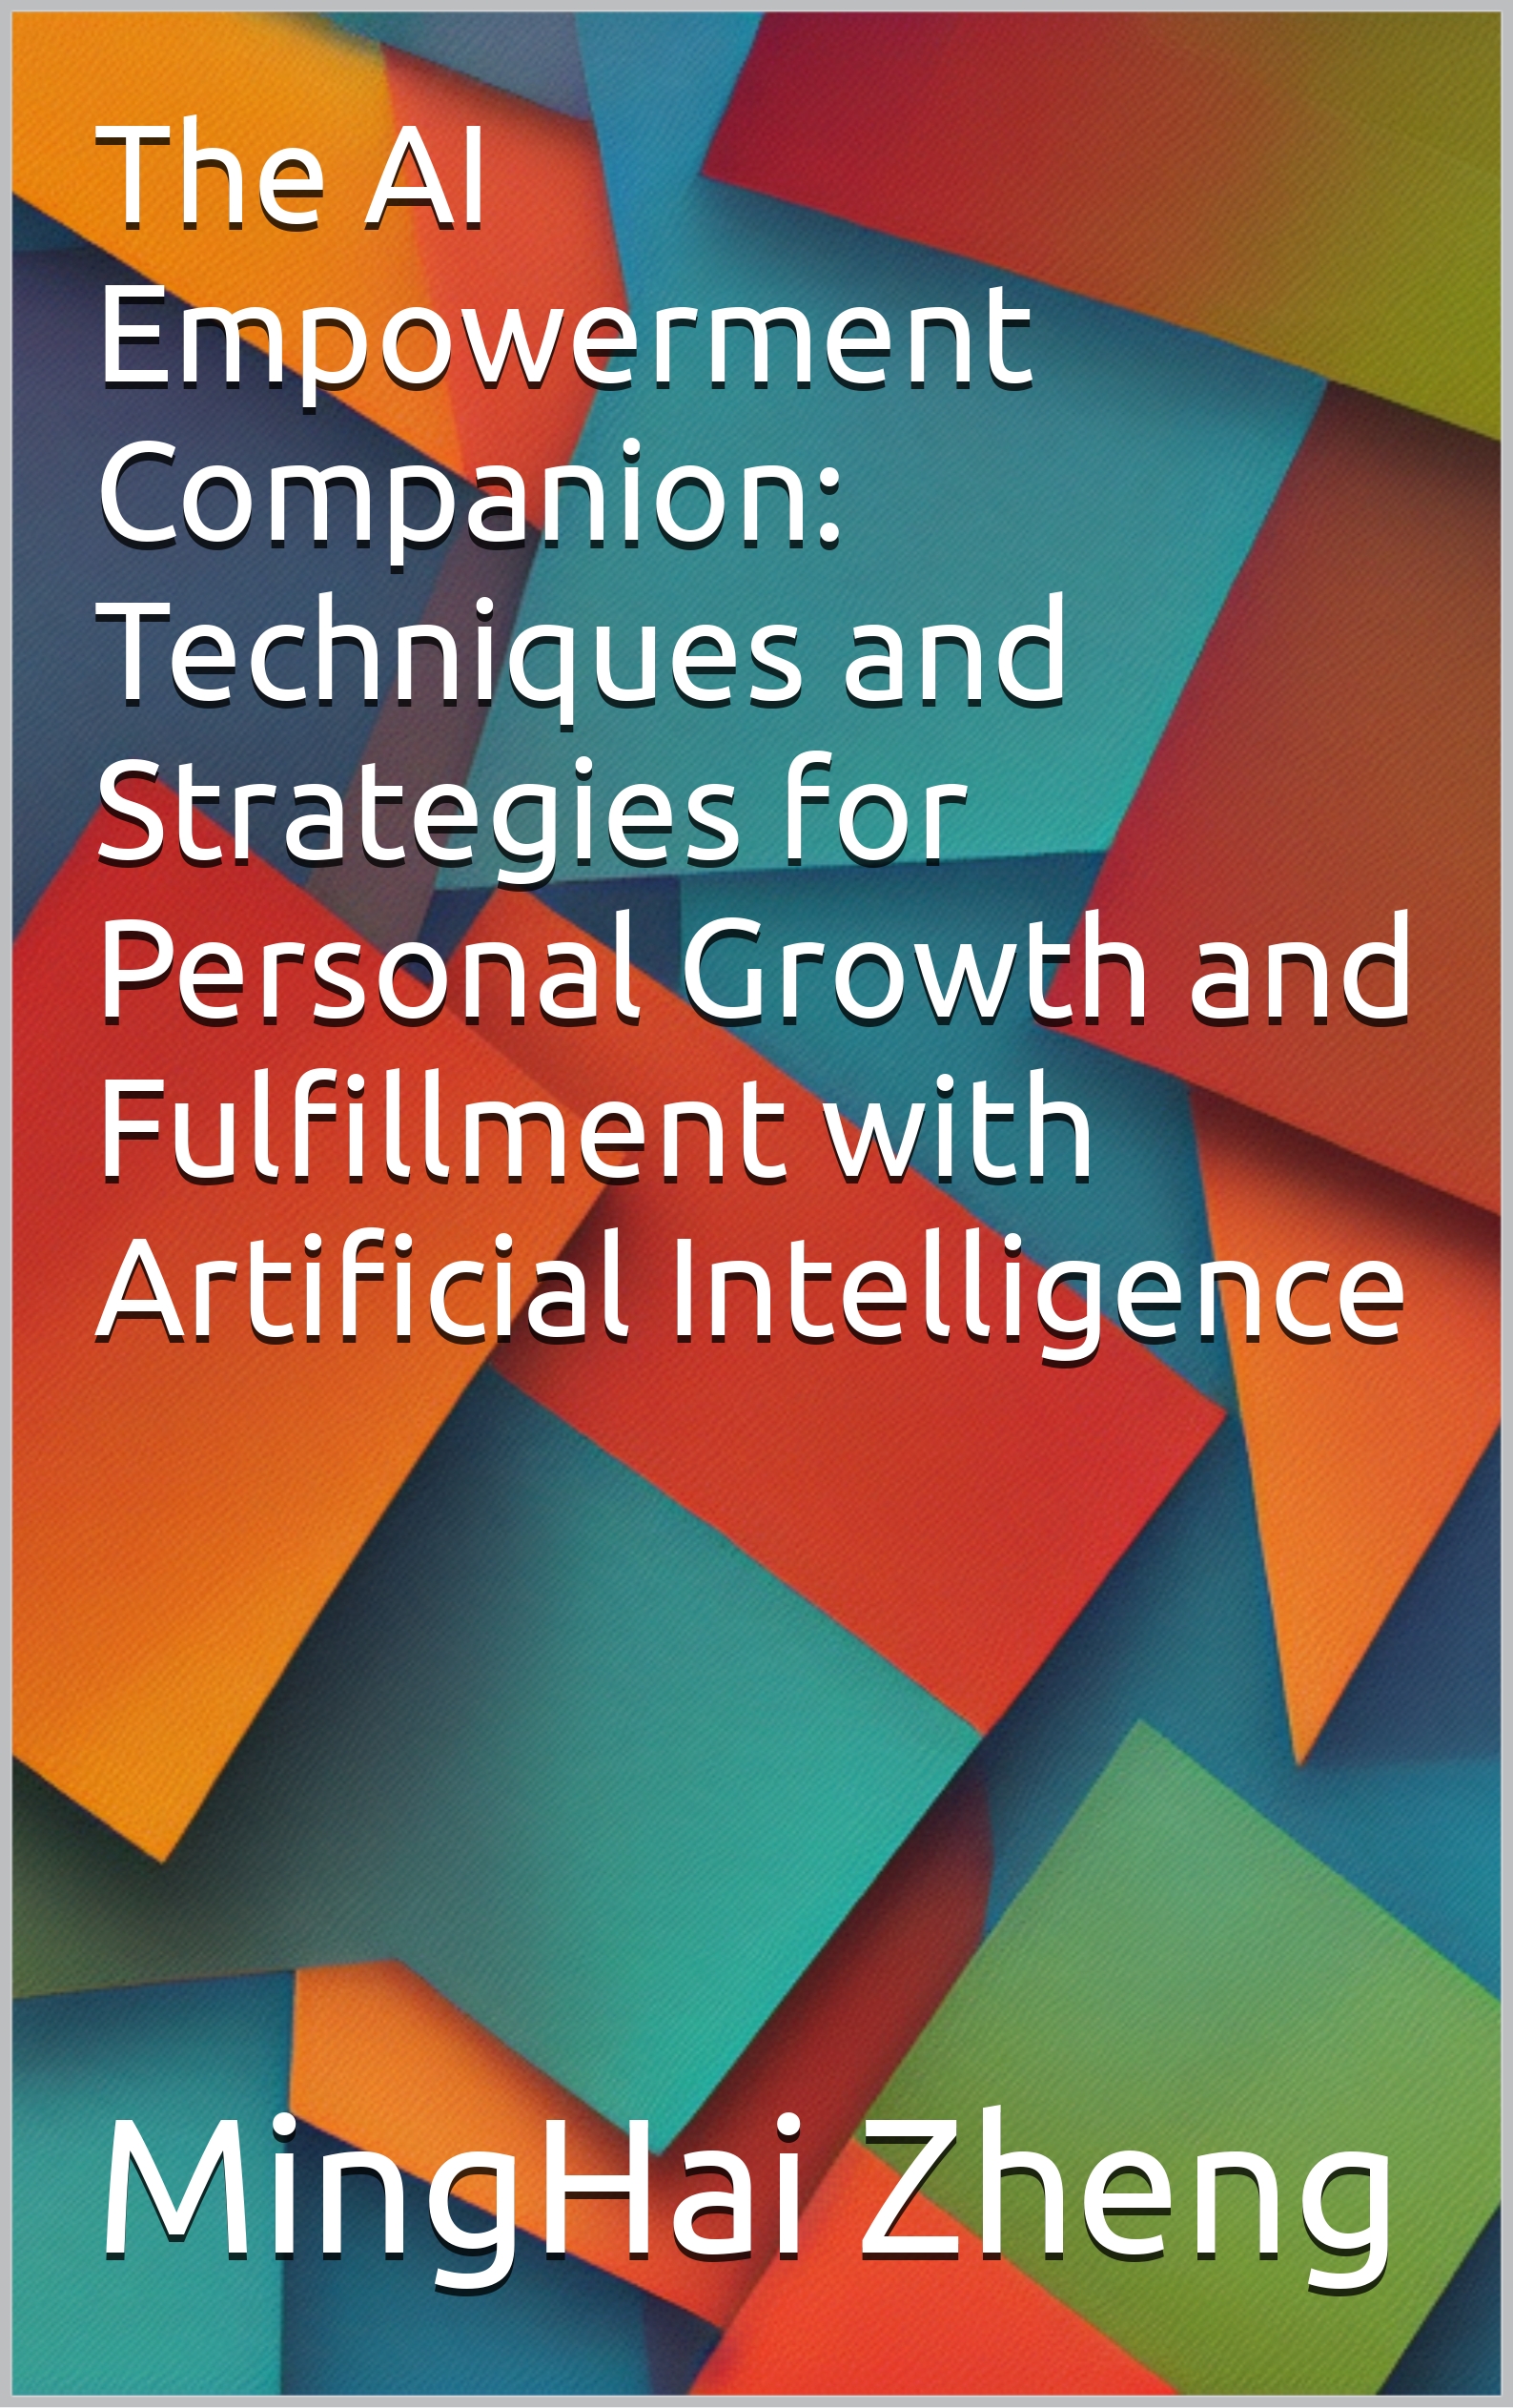 The AI
Empowerment
Companion:
Techniques and
Strategies for
Personal Growth and
Fulfillment with
Artificial Intelligence
MingHai Zheng